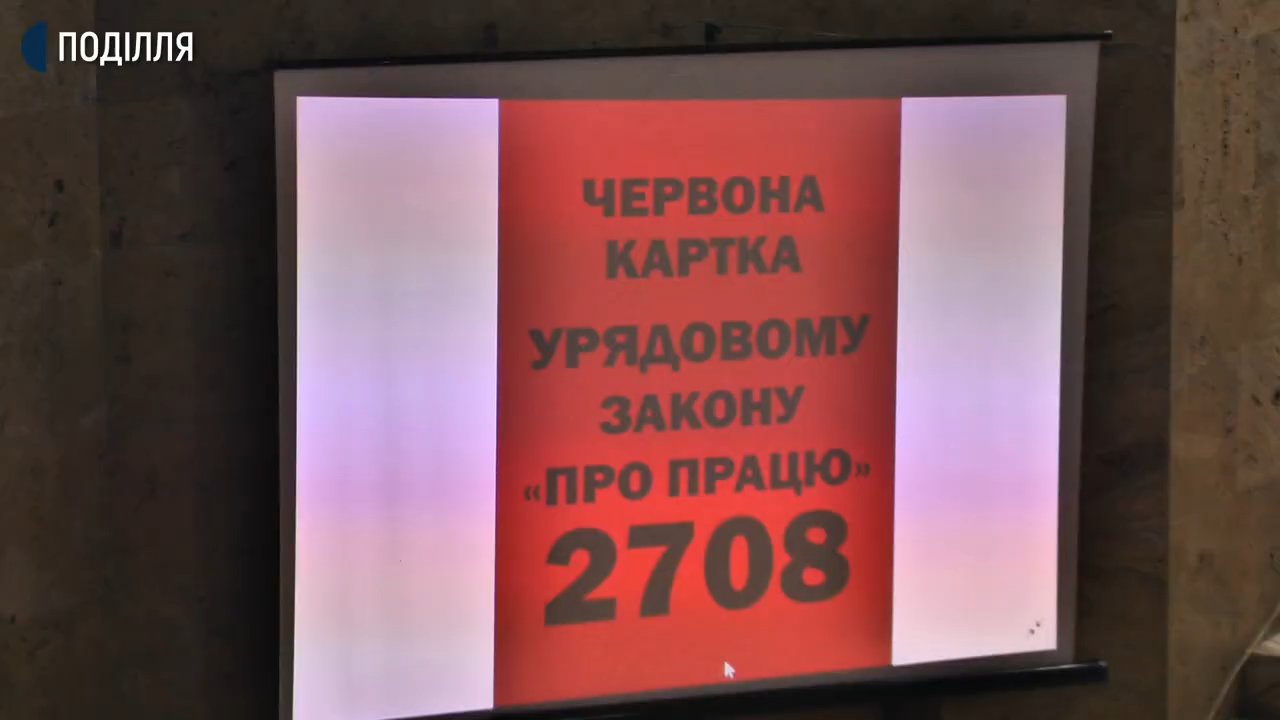 ПОДІЛЛЯ
ЧЕРВОНА
КАРТКА
УРЯДОВОМУ
ЗАКОНУ
«ПРО ПРАЦЮ»
2708